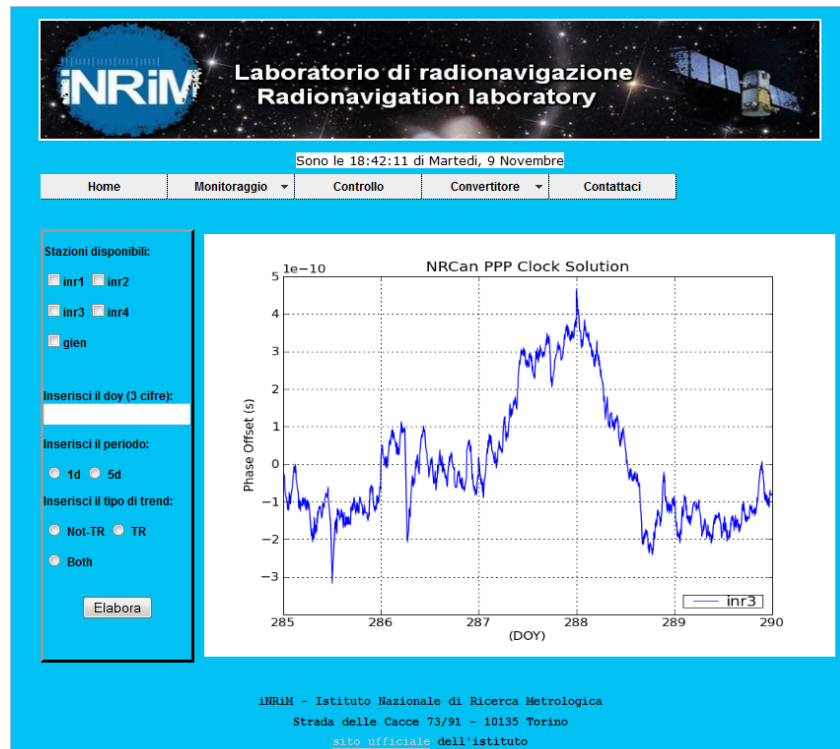 iNRiM
Laboratorio di radionavigazione
Radionavigation laboratory
Sono le 18:42:11 di Martedi, 9 Novembre
Home Monitoraggio Controllo Convertitore Contattaci
Stazioni disponibili:
inr1 inr2
inr3 inr4
gien
Inserisci il doy (3 cifre):
Inserisci il periodo:
1d 5d
Inserisci il tipo di trend:
Not-TR TR
Both
Elabora
NRCan PPP Clock Solution
1e−10
5
4
3
2
1
0
−1
−2
−3
Phase Offset (s)
inr3
285 286 287 288 289 290
(DOY)
iNRiM - Istituto Nazionale di Ricerca Metrologica
Strada delle Cacce 73/91 - 10135 Torino
sito ufficiale dell'istituto